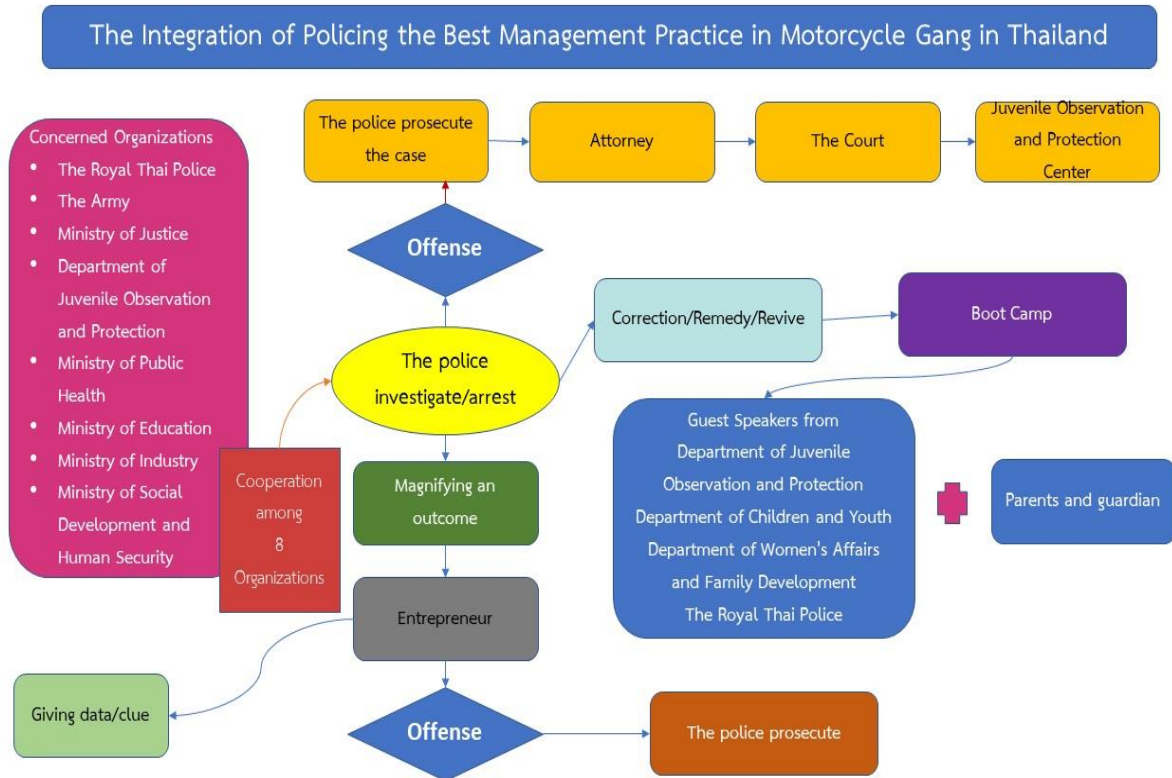 The Integration of Policing the Best Management Practice in Motorcycle Gang in Thailand
Concerned Organizations
• The Royal Thai Police
• The Army
• Ministry of Justice
• Department of
Juvenile Observation
and Protection
• Ministry of Public
Health
• Ministry of Education
• Ministry of Industry
• Ministry of Social
Development and
Human Security
Cooperation
among
8
Organizations
The police prosecute
the case
Attorney
The Court
Juvenile Observation
and Protection
Center
Offense
The police
investigate/arrest
Correction/Remedy/Revive
Boot Camp
Guest Speakers from
Department of Juvenile
Observation and Protection
Department of Children and Youth
Department of Women's Affairs
and Family Development
The Royal Thai Police
Parents and guardian
Magnifying an
outcome
Entrepreneur
Giving data/clue
Offense
The police prosecute